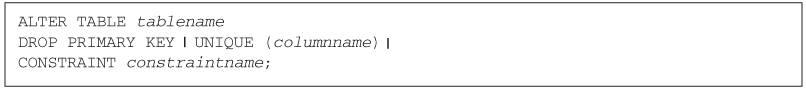 ALTER TABLE tablename
DROP PRIMARY KEY | UNIQUE (columnname) |
CONSTRAINT constraintname;